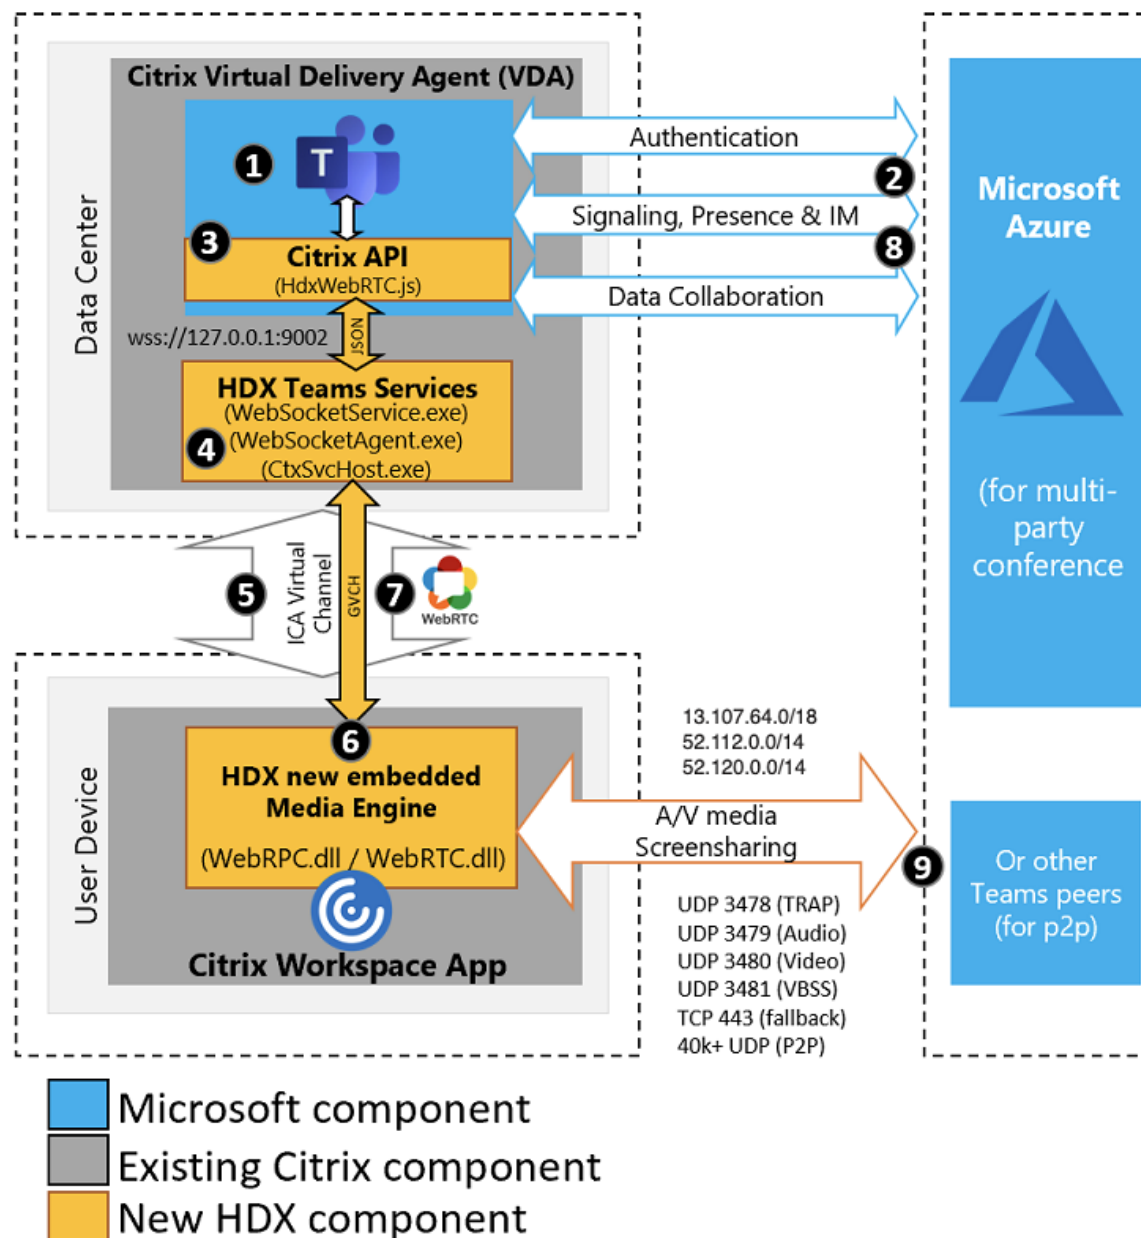 Citrix Virtual Delivery Agent (VDA)
1
T
Authentication
2
Signaling, Presence & IM
8
Data Collaboration
3
Citrix API
(HdxWebRTC.js)
wss://127.0.0.1:9002
JSON
HDX Teams Services
(WebSocketService.exe)
4
(WebSocketAgent.exe)
(CtxSvcHost.exe)
Data Center
Microsoft
Azure
(for multi-
party
conference
5
ICA Virtual
Channel
GVCH
7
WebRTC
6
HDX new embedded
Media Engine
(WebRPC.dll / WebRTC.dll)
Citrix Workspace App
User Device
13.107.64.0/18
52.112.0.0/14
52.120.0.0/14
A/V media
Screensharing
9
Or other
Teams peers
(for p2p)
UDP 3478 (TRAP)
UDP 3479 (Audio)
UDP 3480 (Video)
UDP 3481 (VBSS)
TCP 443 (fallback)
40k+ UDP (P2P)
Microsoft component
Existing Citrix component
New HDX component